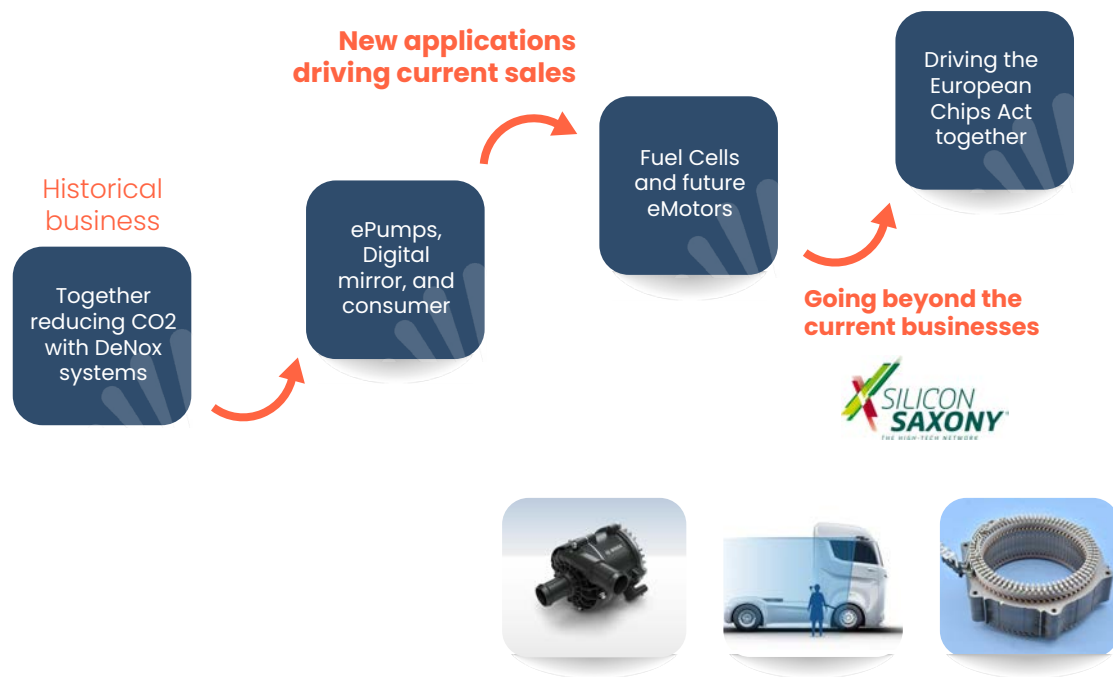 New applications
driving current sales
Driving the
European
Chips Act
together
Fuel Cells
and future
eMotors
Historical
business
ePumps,
Digital
mirror, and
consumer
Together
reducing CO2
with DeNox
systems
Going beyond the
current businesses
SILICON
SAXONY
THE HIGH-TECH NETWORK